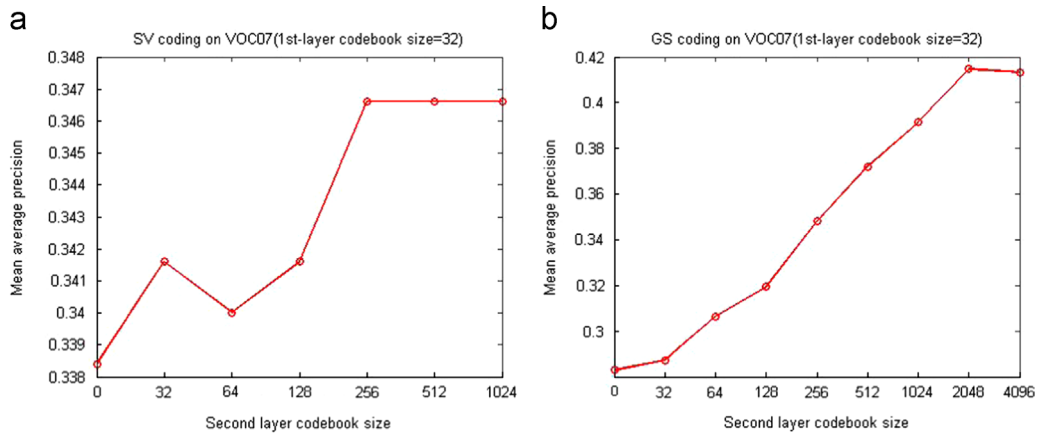 a
SV coding on VOC07(1st-layer codebook size=32)
0.348
0.347
0.346
0.345
0.344
0.343
0.342
0.341
0.34
0.339
0.338
Mean average precision
0 32 64 128 256 512 1024
Second layer codebook size
b
GS coding on VOC07(1st-layer codebook size=32)
0.42
0.4
0.38
0.36
0.34
0.32
0.3
Mean average precision
0 32 64 128 256 512 1024 2048 4096
Second layer codebook size